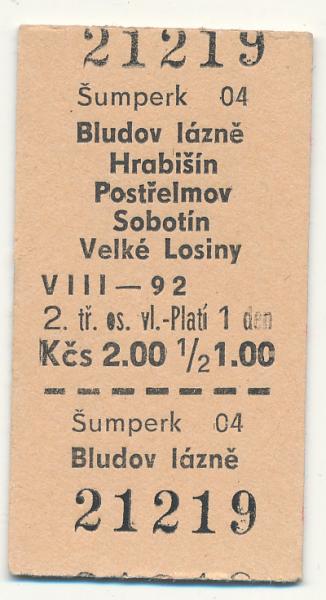 21219
Šumperk 04
Bludov lázně
Hrabišín
Postřelmov
Sobotín
Velké Losiny
VIII — 92
2. tř. os. vl.-Platí 1 den
Kčs 2.00 ½ 1.00
Šumperk 04
Bludov lázně
21219